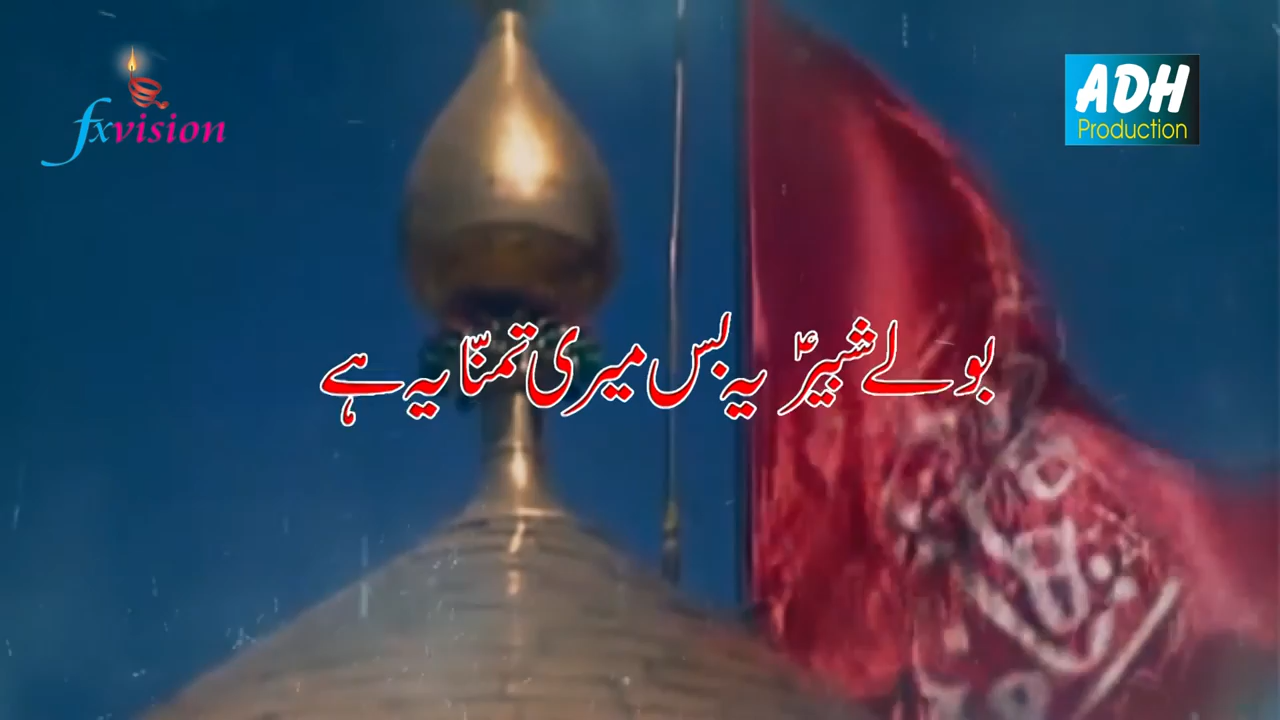 fxvision
ADH
Production
بولے شبیرؑ یہ بس میری تمنّا یہ ہے